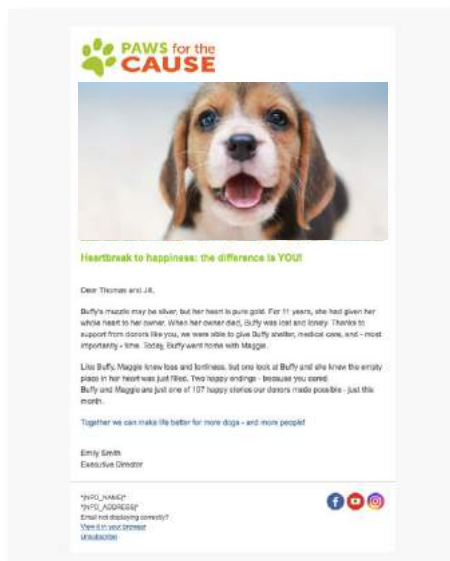 PAWS for the
CAUSE
Heartbreak to happiness: the difference is YOU!
Dear Thomas and Jill,
Buffy's muzzle may be silver, but her heart is pure gold. For 11 years, she had given her
whole heart to her owner. When her owner died, Buffy was lost and lonely. Thanks to
support from donors like you, we were able to give Buffy shelter, medical care, and - most
importantly - time. Today, Buffy went home with Maggie.
Like Buffy, Maggie knew loss and lonliness, but one look at Buffy and she knew the empty
place in her heart was just filled. Two happy endings - because you cared.
Buffy and Maggie are just one of 107 happy stories our donors made possible - just this
month.
Together we can make life better for more dogs - and more people!
Emily Smith
Executive Director
*|NPO_NAME|*
*|NPO_ADDRESS|*
Email not displaying correctly?
View it in your browser
Unsubscribe